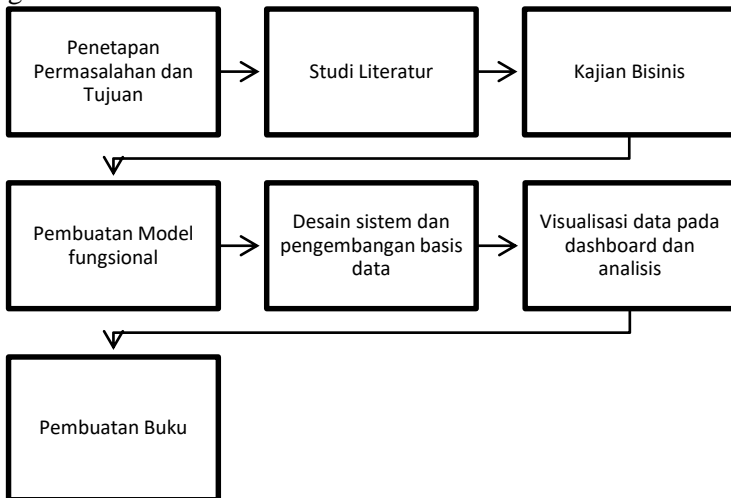 Penetapan
Permasalahan dan
Tujuan
Studi Literatur
Kajian Bisinis
Pembuatan Model
fungsional
Desain sistem dan
pengembangan basis
data
Visualisasi data pada
dashboard dan
analisis
Pembuatan Buku